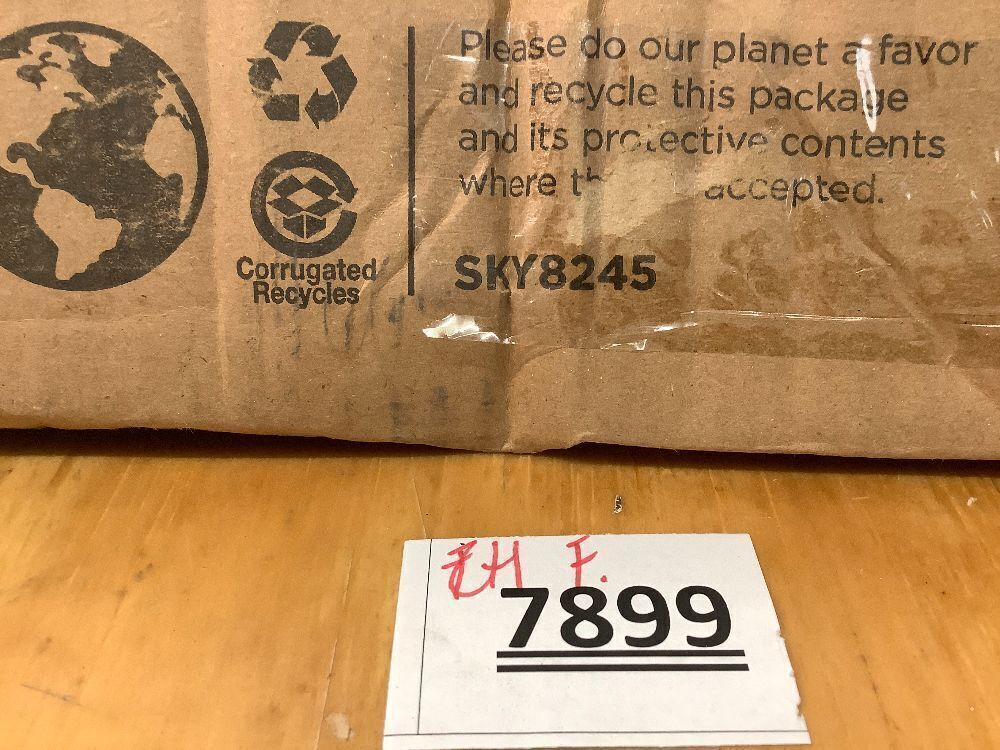 Please do our planet a favor
and recycle this package
and its protective contents
where accepted.
SKY8245
Corrugated
Recycles
F.
7899